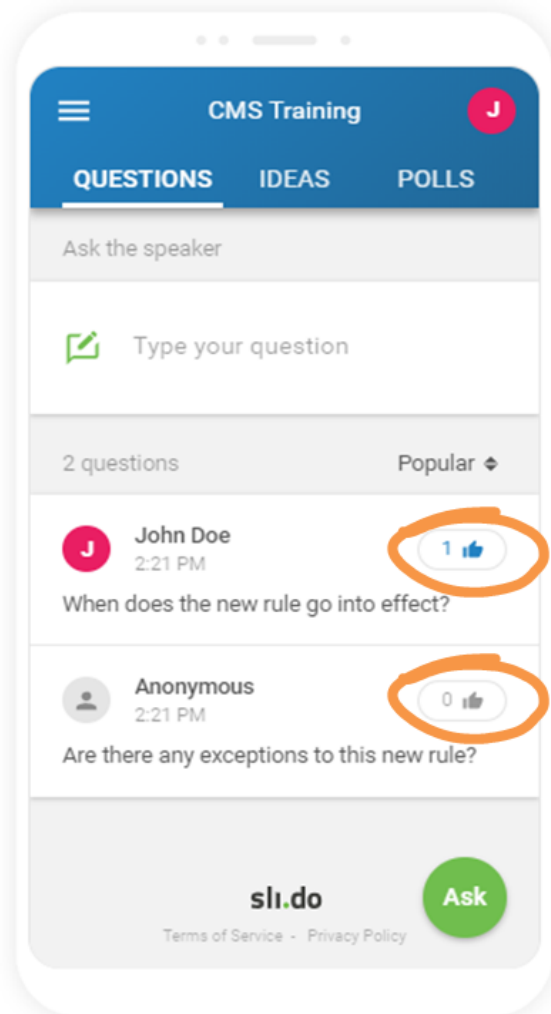 CMS Training
J
QUESTIONS IDEAS POLLS
Ask the speaker
Type your question
2 questions Popular
J
John Doe
1
2:21 PM
When does the new rule go into effect?
Anonymous
0
2:21 PM
Are there any exceptions to this new rule?
slı.do
Ask
Terms of Service - Privacy Policy